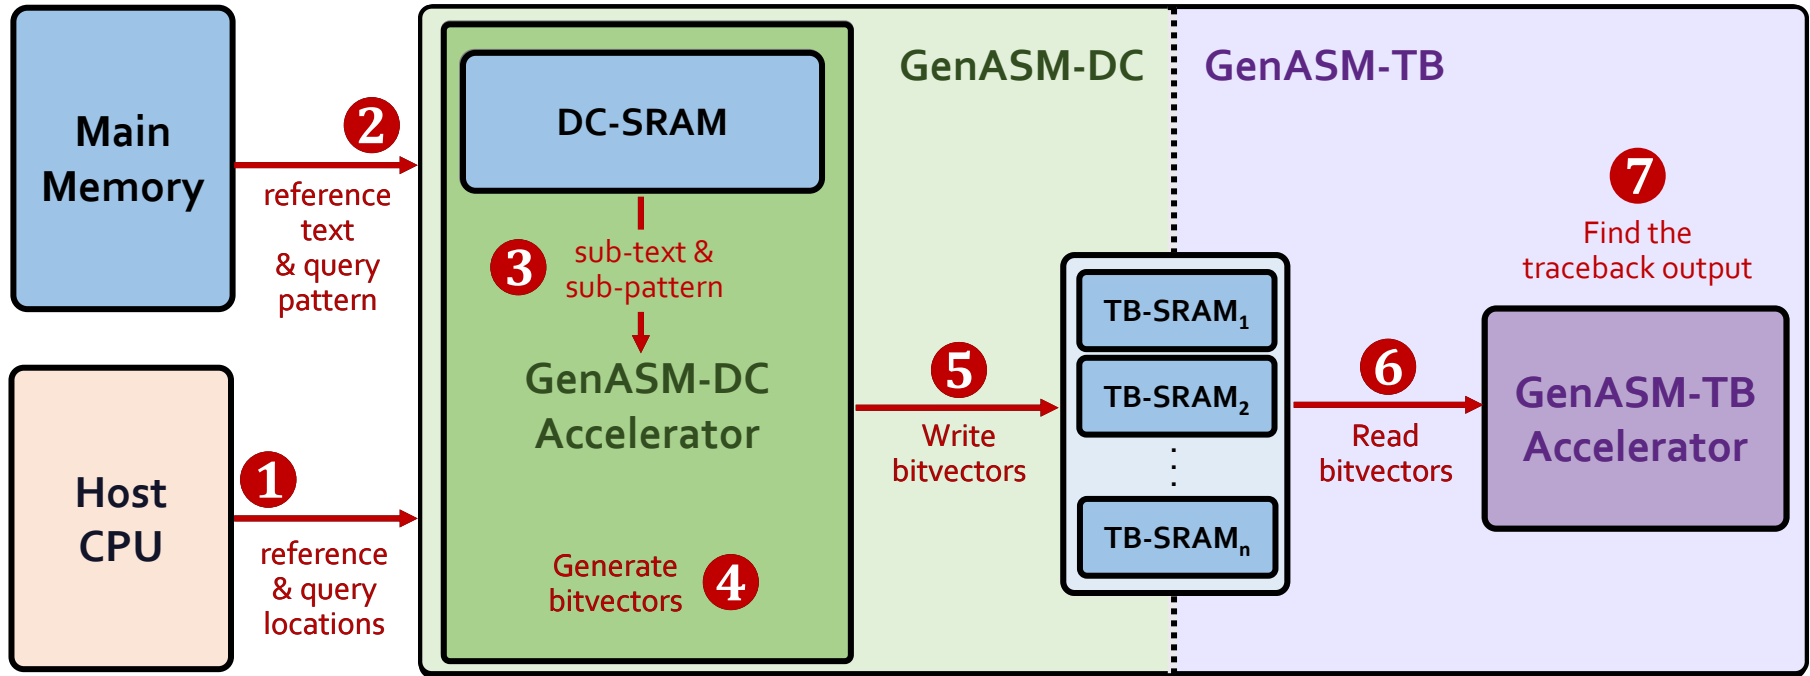 Main
Memory
2
reference
text
& query
pattern
Host
CPU
1
reference
& query
locations
DC-SRAM
3
sub-text &
sub-pattern
GenASM-DC
Accelerator
Generate
bitvectors
4
GenASM-DC
5
Write
bitvectors
TB-SRAM1
TB-SRAM2
⋮
TB-SRAMn
GenASM-TB
6
Read
bitvectors
7
Find the
traceback output
GenASM-TB
Accelerator